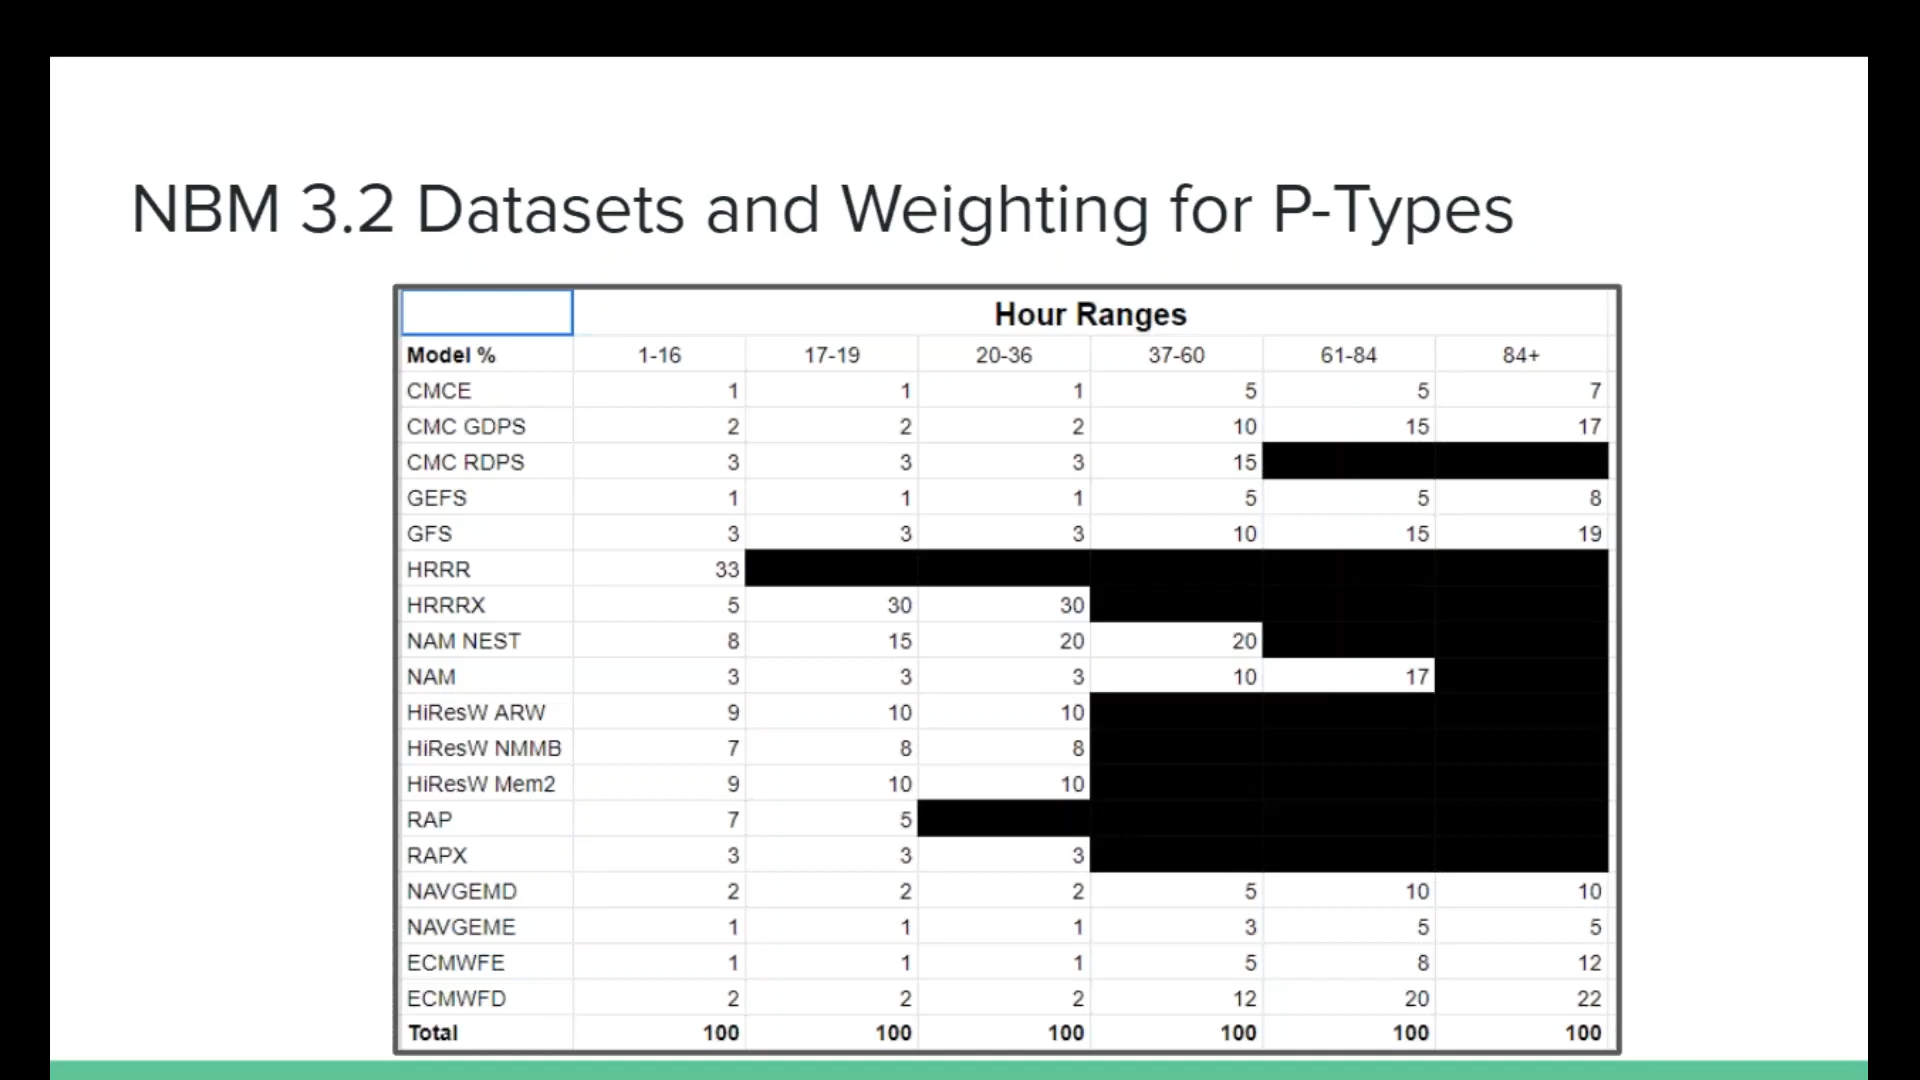 NBM 3.2 Datasets and Weighting for P-Types
Hour Ranges
Model % 1-16 17-19 20-36 37-60 61-84 84+
CMCE 1 1 1 5 5 7
CMC GDPS 2 2 2 10 15 17
CMC RDPS 3 3 3 15
GEFS 1 1 1 5 5 8
GFS 3 3 3 10 15 19
HRRR 33
HRRRX 5 30 30
NAM NEST 8 15 20 20
NAM 3 3 3 10 17
HiResW ARW 9 10 10
HiResW NMMB 7 8 8
HiResW Mem2 9 10 10
RAP 7 5
RAPX 3 3 3
NAVGEMD 2 2 2 5 10 10
NAVGEME 1 1 1 3 5 5
ECMWFE 1 1 1 5 8 12
ECMWFD 2 2 2 12 20 22
Total 100 100 100 100 100 100